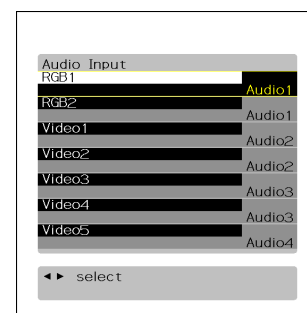 Audio Input
RGB1
Audio1
RGB2
Audio1
Video1
Audio2
Video2
Audio2
Video3
Audio3
Video4
Audio3
Video5
Audio4
◄► select